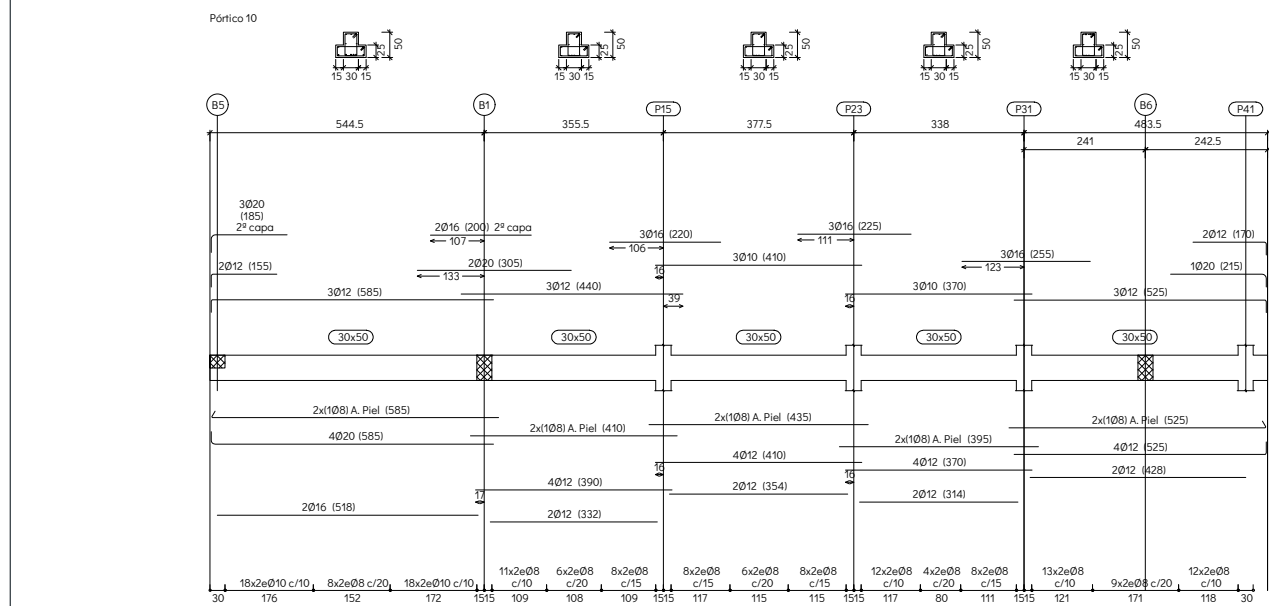 Pórtico 10
25 50 25 50 25 50 25 50 25 50
15 30 15 15 30 15 15 30 15 15 30 15 15 30 15
B5 B1 P15 P23 P31 B6 P41
544.5 355.5 377.5 338 483.5
241 242.5
3Ø20
(185)
2ª capa
2Ø16 (200) 2ª capa
107
3Ø16 (220)
106
3Ø16 (225)
111
2Ø12 (170)
3Ø16 (255)
123
2Ø12 (155)
2Ø20 (305)
133
3Ø10 (410)
16
1Ø20 (215)
3Ø12 (585)
3Ø12 (440)
39
3Ø10 (370)
16
3Ø12 (525)
30x50 30x50 30x50 30x50 30x50
2x(1Ø8) A. Piel (585)
2x(1Ø8) A. Piel (435)
2x(1Ø8) A. Piel (525)
4Ø20 (585)
2x(1Ø8) A. Piel (410)
2x(1Ø8) A. Piel (395)
4Ø12 (525)
4Ø12 (410)
16
4Ø12 (370)
16
2Ø12 (428)
4Ø12 (390)
17
2Ø12 (354)
2Ø12 (314)
2Ø16 (518)
2Ø12 (332)
11x2eØ8 6x2eØ8 8x2eØ8 8x2eØ8 6x2eØ8 8x2eØ8 12x2eØ8 4x2eØ8 8x2eØ8 13x2eØ8 12x2eØ8
18x2eØ10 c/10 8x2eØ8 c/20 18x2eØ10 c/10 c/10 c/20 c/15 c/15 c/20 c/15 c/10 c/20 c/15 c/10 9x2eØ8 c/20 c/10
30 176 152 172 1515 109 108 109 1515 117 115 115 1515 117 80 111 1515 121 171 118 30